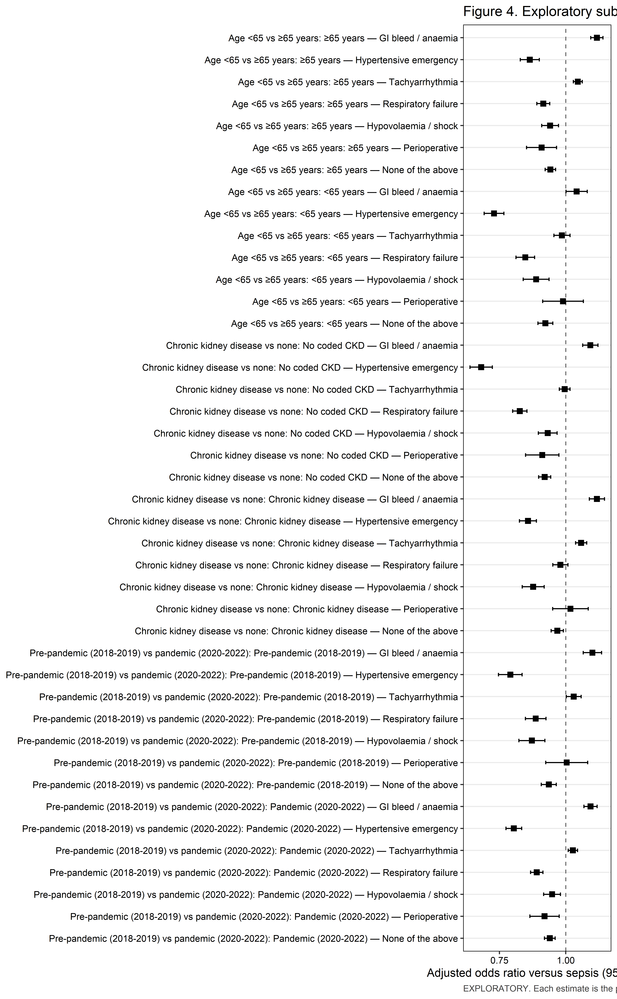 Figure 4. Exploratory sub
Age <65 vs ≥65 years: ≥65 years — GI bleed / anaemia
Age <65 vs ≥65 years: ≥65 years — Hypertensive emergency
Age <65 vs ≥65 years: ≥65 years — Tachyarrhythmia
Age <65 vs ≥65 years: ≥65 years — Respiratory failure
Age <65 vs ≥65 years: ≥65 years — Hypovolaemia / shock
Age <65 vs ≥65 years: ≥65 years — Perioperative
Age <65 vs ≥65 years: ≥65 years — None of the above
Age <65 vs ≥65 years: <65 years — GI bleed / anaemia
Age <65 vs ≥65 years: <65 years — Hypertensive emergency
Age <65 vs ≥65 years: <65 years — Tachyarrhythmia
Age <65 vs ≥65 years: <65 years — Respiratory failure
Age <65 vs ≥65 years: <65 years — Hypovolaemia / shock
Age <65 vs ≥65 years: <65 years — Perioperative
Age <65 vs ≥65 years: <65 years — None of the above
Chronic kidney disease vs none: No coded CKD — GI bleed / anaemia
Chronic kidney disease vs none: No coded CKD — Hypertensive emergency
Chronic kidney disease vs none: No coded CKD — Tachyarrhythmia
Chronic kidney disease vs none: No coded CKD — Respiratory failure
Chronic kidney disease vs none: No coded CKD — Hypovolaemia / shock
Chronic kidney disease vs none: No coded CKD — Perioperative
Chronic kidney disease vs none: No coded CKD — None of the above
Chronic kidney disease vs none: Chronic kidney disease — GI bleed / anaemia
Chronic kidney disease vs none: Chronic kidney disease — Hypertensive emergency
Chronic kidney disease vs none: Chronic kidney disease — Tachyarrhythmia
Chronic kidney disease vs none: Chronic kidney disease — Respiratory failure
Chronic kidney disease vs none: Chronic kidney disease — Hypovolaemia / shock
Chronic kidney disease vs none: Chronic kidney disease — Perioperative
Chronic kidney disease vs none: Chronic kidney disease — None of the above
Pre-pandemic (2018-2019) vs pandemic (2020-2022): Pre-pandemic (2018-2019) — GI bleed / anaemia
Pre-pandemic (2018-2019) vs pandemic (2020-2022): Pre-pandemic (2018-2019) — Hypertensive emergency
Pre-pandemic (2018-2019) vs pandemic (2020-2022): Pre-pandemic (2018-2019) — Tachyarrhythmia
Pre-pandemic (2018-2019) vs pandemic (2020-2022): Pre-pandemic (2018-2019) — Respiratory failure
Pre-pandemic (2018-2019) vs pandemic (2020-2022): Pre-pandemic (2018-2019) — Hypovolaemia / shock
Pre-pandemic (2018-2019) vs pandemic (2020-2022): Pre-pandemic (2018-2019) — Perioperative
Pre-pandemic (2018-2019) vs pandemic (2020-2022): Pre-pandemic (2018-2019) — None of the above
Pre-pandemic (2018-2019) vs pandemic (2020-2022): Pandemic (2020-2022) — GI bleed / anaemia
Pre-pandemic (2018-2019) vs pandemic (2020-2022): Pandemic (2020-2022) — Hypertensive emergency
Pre-pandemic (2018-2019) vs pandemic (2020-2022): Pandemic (2020-2022) — Tachyarrhythmia
Pre-pandemic (2018-2019) vs pandemic (2020-2022): Pandemic (2020-2022) — Respiratory failure
Pre-pandemic (2018-2019) vs pandemic (2020-2022): Pandemic (2020-2022) — Hypovolaemia / shock
Pre-pandemic (2018-2019) vs pandemic (2020-2022): Pandemic (2020-2022) — Perioperative
Pre-pandemic (2018-2019) vs pandemic (2020-2022): Pandemic (2020-2022) — None of the above
0.75 1.00
Adjusted odds ratio versus sepsis (95
EXPLORATORY. Each estimate is the